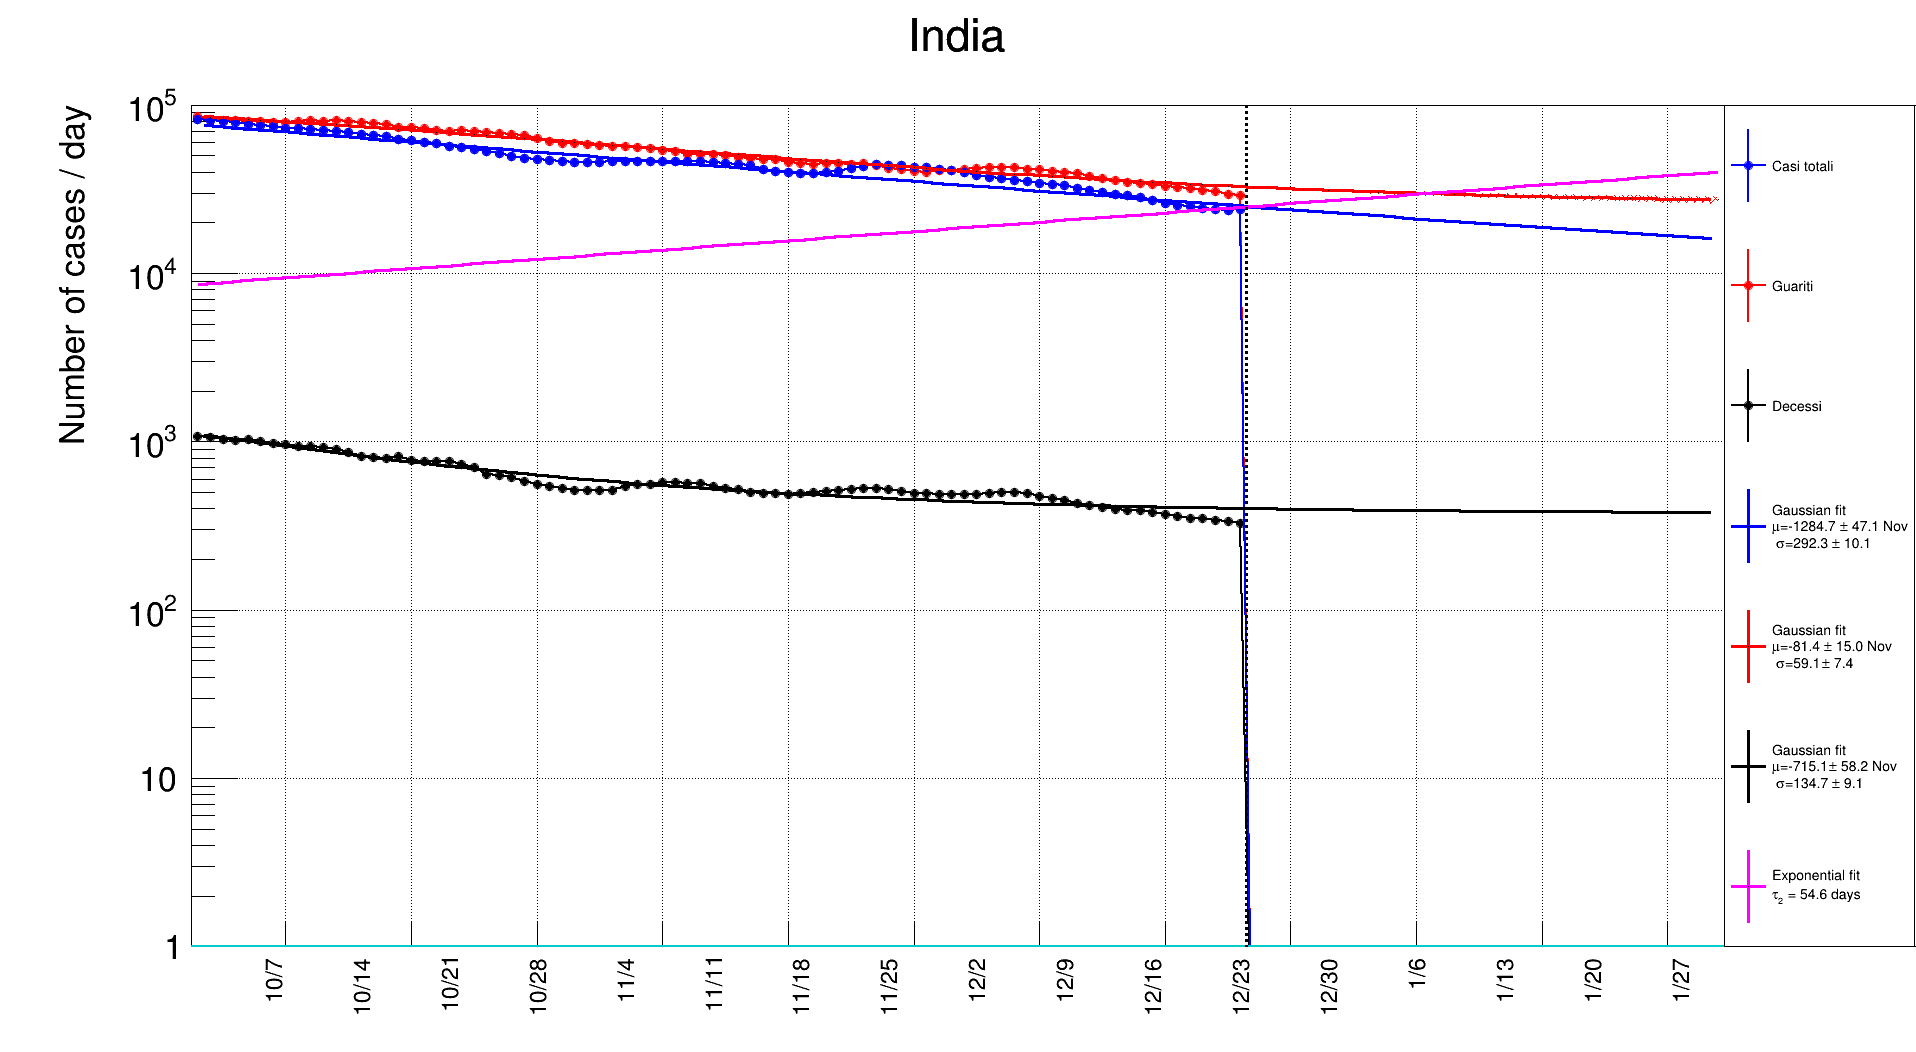 India
Number of cases / day
10^5
10^4
10^3
10^2
10
1
10/7
10/14
10/21
10/28
11/4
11/11
11/18
11/25
12/2
12/9
12/16
12/23
12/30
1/6
1/13
1/20
1/27
Casi totali
Guariti
Decessi
Gaussian fit
μ=-1284.7 ± 47.1 Nov
σ=292.3 ± 10.1
Gaussian fit
μ=-81.4 ± 15.0 Nov
σ=59.1 ± 7.4
Gaussian fit
μ=-715.1 ± 58.2 Nov
σ=134.7 ± 9.1
Exponential fit
τ₂ = 54.6 days